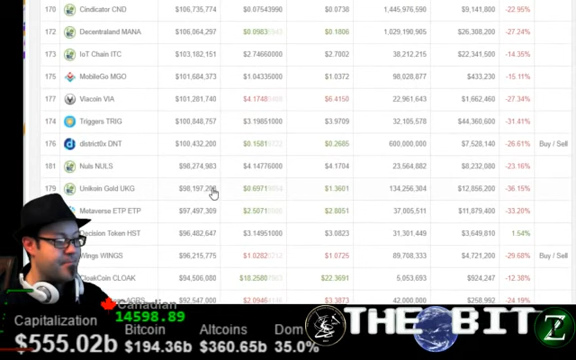 170 Cindicator CND $106,735,774 $0.07543990 $0.0738 1,445,976,590 $9,141,800 -22.95%
172 Decentraland MANA $106,064,297 $0.0983 $0.1806 1,029,190,905 $26,308,200 -27.24%
173 IoT Chain ITC $103,182,151 $2.74660000 $2.7002 38,212,215 $22,341,500 -14.35%
175 MobileGo MGO $101,684,373 $1.04335000 $1.0372 98,028,877 $433,230 -15.11%
177 Viacoin VIA $101,281,740 $4.1748 $6.4150 22,961,643 $1,662,460 -27.34%
174 Triggers TRIG $100,848,757 $3.19851000 $3.9709 32,105,578 $44,360,600 -31.41%
176 district0x DNT $100,432,200 $0.1581 $0.2685 600,000,000 $7,528,140 -26.61% Buy / Sell
181 Nuls NULS $98,274,983 $4.14776000 $4.1704 23,564,882 $8,232,080 -23.16%
179 Unikoin Gold UKG $98,197,206 $0.6971 $1.3601 134,256,304 $12,856,200 -36.15%
Metaverse ETP ETP $97,497,309 $2.5071 $2.8051 37,005,511 $11,879,400 -33.20%
Decision Token HST $96,482,647 $3.14951000 $3.0823 31,301,449 $3,649,810 1.54%
Wings WINGS $96,215,775 $1.0282 $1.0725 89,708,333 $4,721,200 -29.68% Buy / Sell
CloakCoin CLOAK $94,506,080 $18.2588 $22.3691 5,053,693 $924,247 -12.38%
$92,547,000 $2.0946 $3.3873 42,000,000 $258,992 -24.19%
Canadian
14598.89
Capitalization
$555.02b
Bitcoin
$194.36b
Altcoins
$360.65b
Dom
35.0%
THE BIT
Z